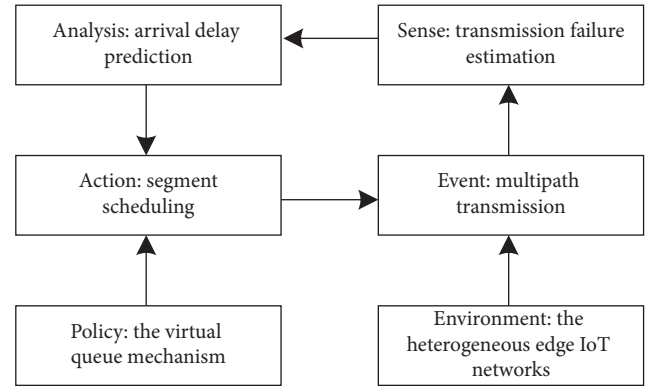 Analysis: arrival delay
prediction
Sense: transmission failure
estimation
Action: segment
scheduling
Event: multipath
transmission
Policy: the virtual
queue mechanism
Environment: the
heterogeneous edge IoT
networks